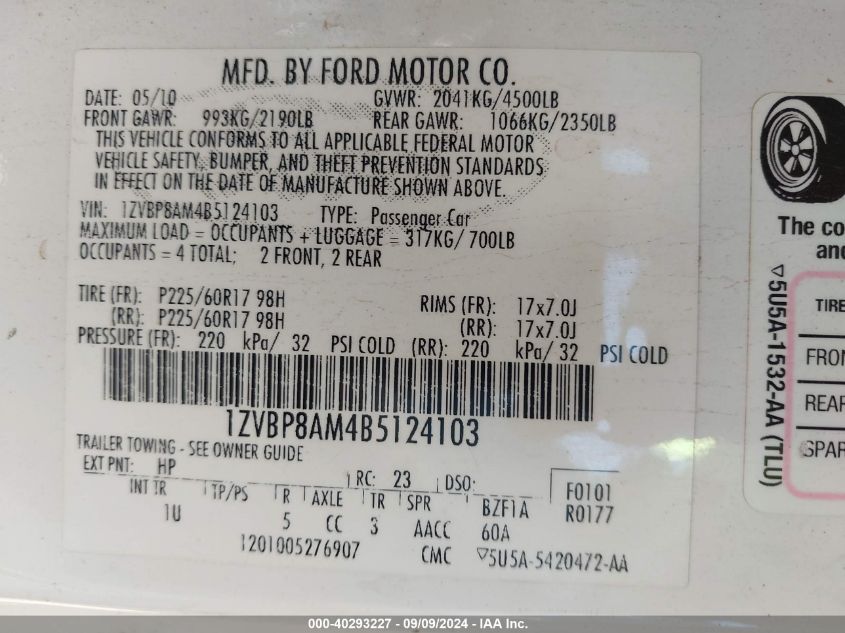 MFD. BY FORD MOTOR CO.
DATE: 05/10 GVWR: 2041KG/4500LB
FRONT GAWR: 993KG/2190LB REAR GAWR: 1066KG/2350LB
THIS VEHICLE CONFORMS TO ALL APPLICABLE FEDERAL MOTOR
VEHICLE SAFETY, BUMPER, AND THEFT PREVENTION STANDARDS
IN EFFECT ON THE DATE OF MANUFACTURE SHOWN ABOVE.
VIN: 1ZVBP8AM4B5124103 TYPE: Passenger Car
MAXIMUM LOAD = OCCUPANTS + LUGGAGE = 317KG/ 700LB
OCCUPANTS = 4 TOTAL; 2 FRONT, 2 REAR
TIRE (FR): P225/60R17 98H RIMS (FR): 17x7.0J
(RR): P225/60R17 98H (RR): 17x7.0J
PRESSURE (FR): 220 kPa/ 32 PSI COLD (RR): 220 kPa/ 32 PSI COLD
1ZVBP8AM4B5124103
TRAILER TOWING - SEE OWNER GUIDE
EXT PNT: HP RC: 23 DSO:
INT TR TP/PS R AXLE TR SPR BZF1A F0101
1U 5 CC 3 AACC 60A R0177
1201005276907 CMC ▽5U5A-5420472-AA
The co
and
▽5U5A-1532-AA (TLU)
TIRE
FRON
REAR
SPAR
000-40293227 - 09/09/2024 - IAA Inc.